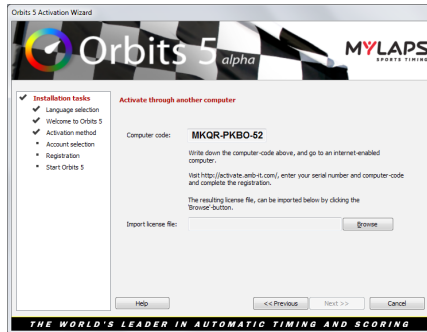 Orbits 5 Activation Wizard
Orbits 5 alpha
MYLAPS
SPORTS TIMING
Installation tasks
Language selection
Welcome to Orbits 5
Activation method
Account selection
Registration
Start Orbits 5
Activate through another computer
Computer code: MKQR-PKBO-52
Write down the computer-code above, and go to an internet-enabled
computer.
Visit http://activate.amb-it.com/, enter your serial number and computer-code
and complete the registration.
The resulting license file, can be imported below by clicking the
'Browse'-button.
Import license file: Browse
Help << Previous Next >> Cancel
THE WORLD'S LEADER IN AUTOMATIC TIMING AND SCORING